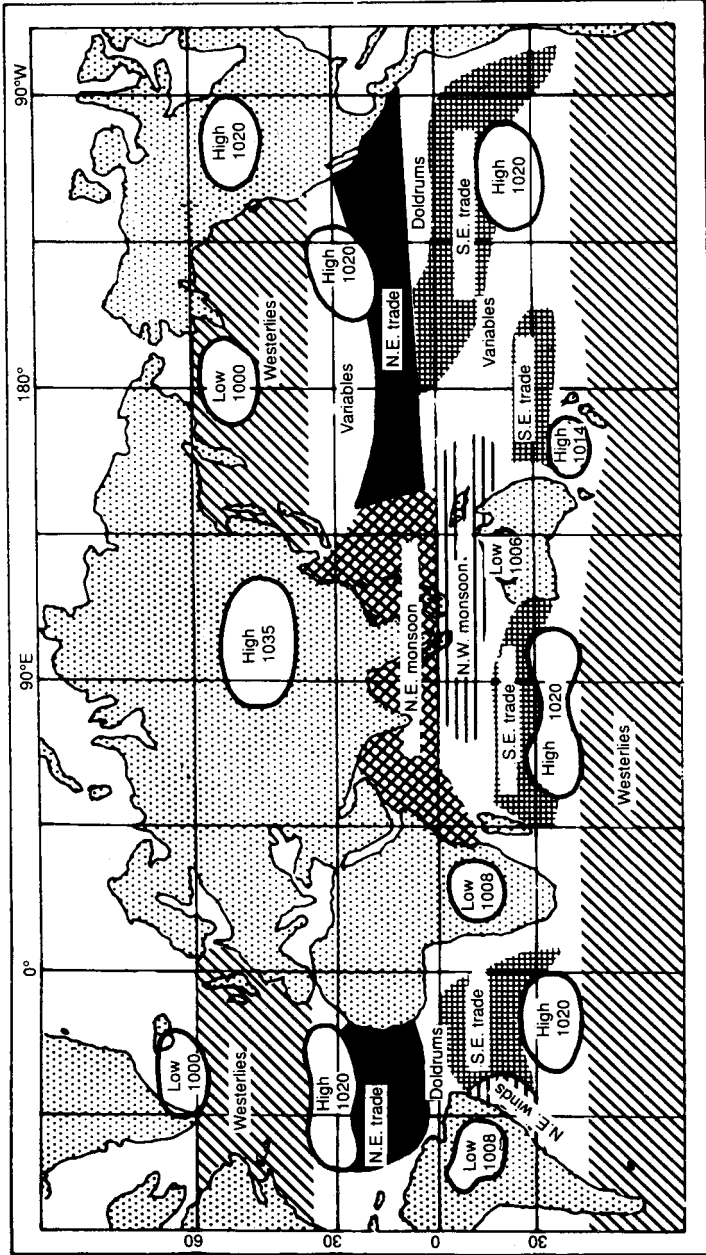 0°
90°E
180°
90°W
Low
1000
60
Low
1000
High
1020
Westerlies
High
1035
Westerlies
High
1020
30
N.E. trade
Variables
High
1020
N.E. monsoon
N.E. trade
0
Doldrums
Doldrums
Low
1008
Low
1008
N.W. monsoon
S.E. trade
S.E. trade
Low
1006
Variables
High
1020
N.E. winds
S.E. trade
S.E. trade
30
High
1020
High 1020
High
1014
Westerlies